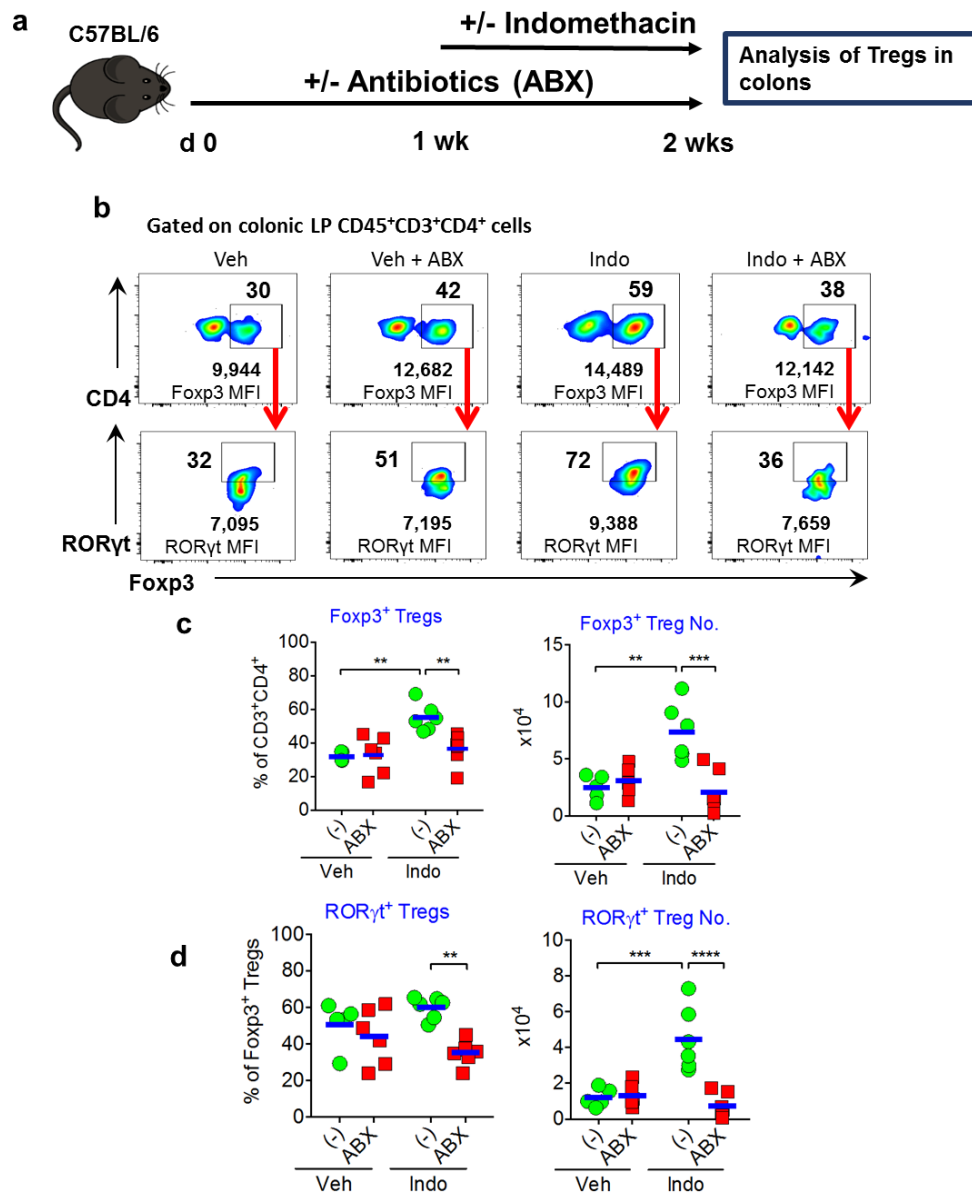 a
C57BL/6
+/- Indomethacin
+/- Antibiotics (ABX)
d 0
1 wk
2 wks
Analysis of Tregs in
colons
b
Gated on colonic LP CD45⁺CD3⁺CD4⁺ cells
Veh
Veh + ABX
Indo
Indo + ABX
30
42
59
38
9,944
Foxp3 MFI
12,682
Foxp3 MFI
14,489
Foxp3 MFI
12,142
Foxp3 MFI
CD4
32
51
72
36
7,095
RORγt MFI
7,195
RORγt MFI
9,388
RORγt MFI
7,659
RORγt MFI
RORγt
Foxp3
c
Foxp3⁺ Tregs
% of CD3⁺CD4⁺
100
80
60
40
20
0
**
**
(-)
ABX
(-)
ABX
Veh
Indo
Foxp3⁺ Treg No.
x10⁴
15
10
5
0
**
***
(-)
ABX
(-)
ABX
Veh
Indo
d
RORγt⁺ Tregs
% of Foxp3⁺ Tregs
100
80
60
40
20
0
**
(-)
ABX
(-)
ABX
Veh
Indo
RORγt⁺ Treg No.
x10⁴
10
8
6
4
2
0
***
****
(-)
ABX
(-)
ABX
Veh
Indo